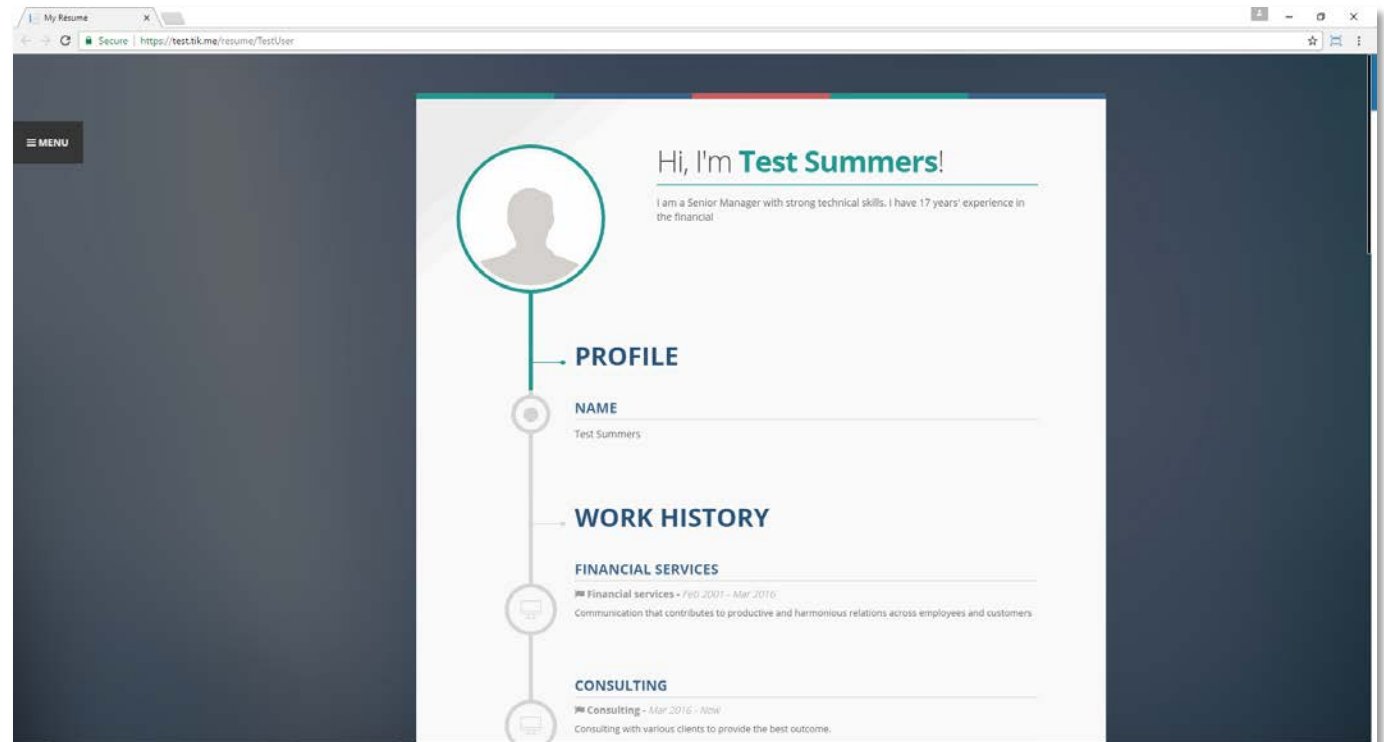 My Resume
Secure | https://test.tik.me/resume/TestUser
MENU
Hi, I'm Test Summers!
I am a Senior Manager with strong technical skills. I have 17 years' experience in
the financial
PROFILE
NAME
Test Summers
WORK HISTORY
FINANCIAL SERVICES
Financial services - Feb 2001 - Mar 2016
Communication that contributes to productive and harmonious relations across employees and customers
CONSULTING
Consulting - Mar 2016 - Now
Consulting with various clients to provide the best outcome.